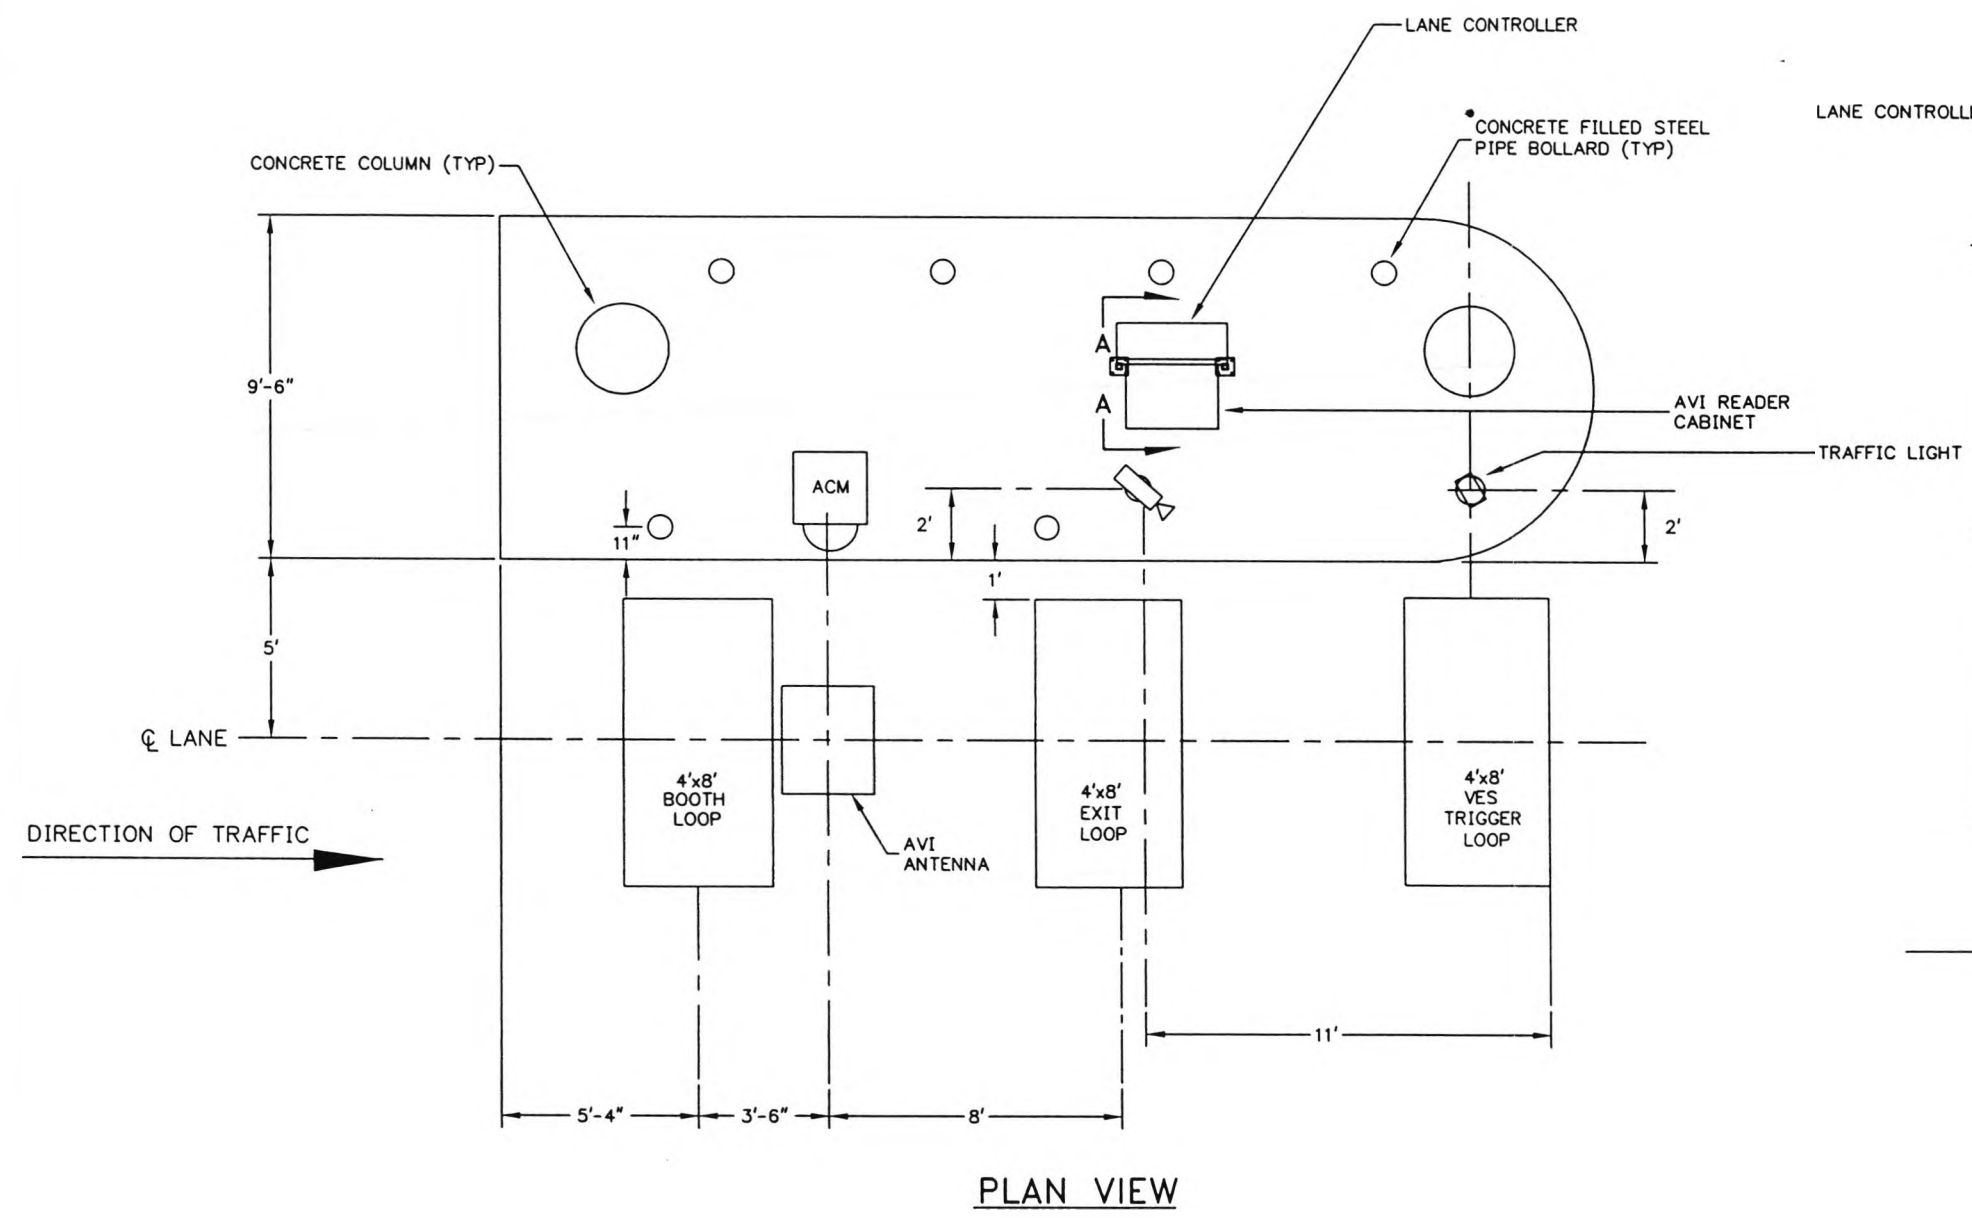 LANE CONTROLLER
LANE CONTROLL
CONCRETE FILLED STEEL
PIPE BOLLARD (TYP)
CONCRETE COLUMN (TYP)
A
9'-6"
A
AVI READER
CABINET
TRAFFIC LIGHT
ACM
2'
2'
11"
1'
5'
℄ LANE
4'x8'
BOOTH
LOOP
4'x8'
EXIT
LOOP
4'x8'
VES
TRIGGER
LOOP
DIRECTION OF TRAFFIC
AVI
ANTENNA
11'
5'-4"
3'-6"
8'
PLAN VIEW